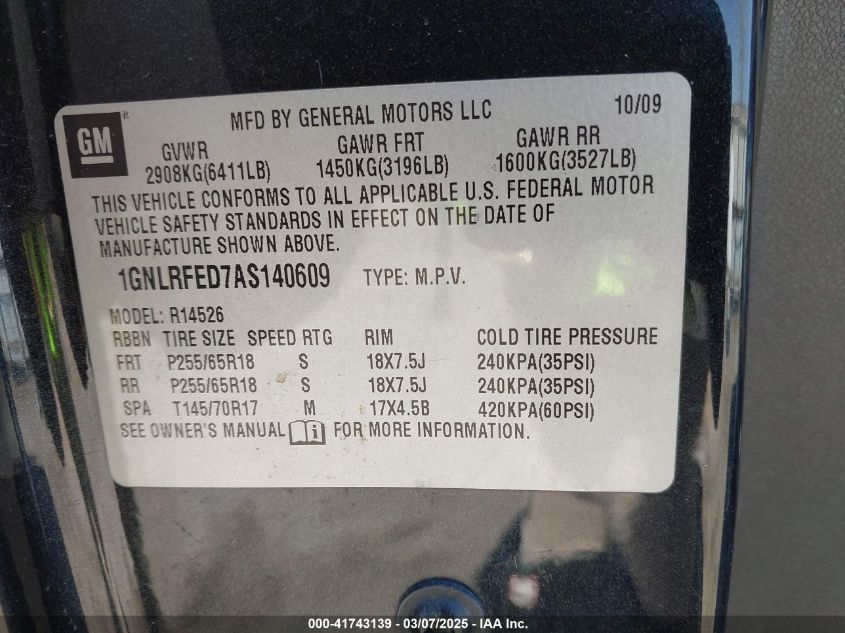 GM ®
MFD BY GENERAL MOTORS LLC 10/09
GVWR GAWR FRT GAWR RR
2908KG(6411LB) 1450KG(3196LB) 1600KG(3527LB)
THIS VEHICLE CONFORMS TO ALL APPLICABLE U.S. FEDERAL MOTOR
VEHICLE SAFETY STANDARDS IN EFFECT ON THE DATE OF
MANUFACTURE SHOWN ABOVE.
1GNLRFED7AS140609 TYPE: M.P.V.
MODEL: R14526
RBBN TIRE SIZE SPEED RTG RIM COLD TIRE PRESSURE
FRT P255/65R18 S 18X7.5J 240KPA(35PSI)
RR P255/65R18 S 18X7.5J 240KPA(35PSI)
SPA T145/70R17 M 17X4.5B 420KPA(60PSI)
SEE OWNER'S MANUAL i FOR MORE INFORMATION.
000-41743139 - 03/07/2025 - IAA Inc.